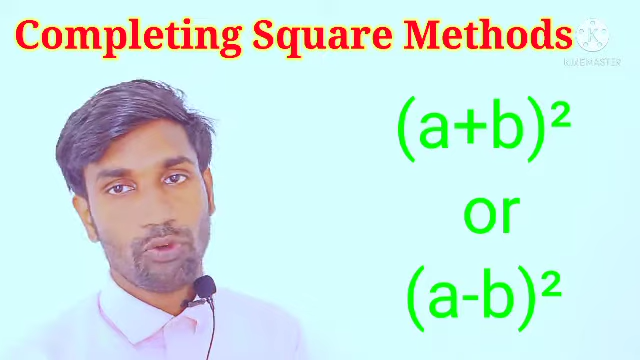 Completing Square Methods
KINEMASTER
(a+b)²
or
(a-b)²